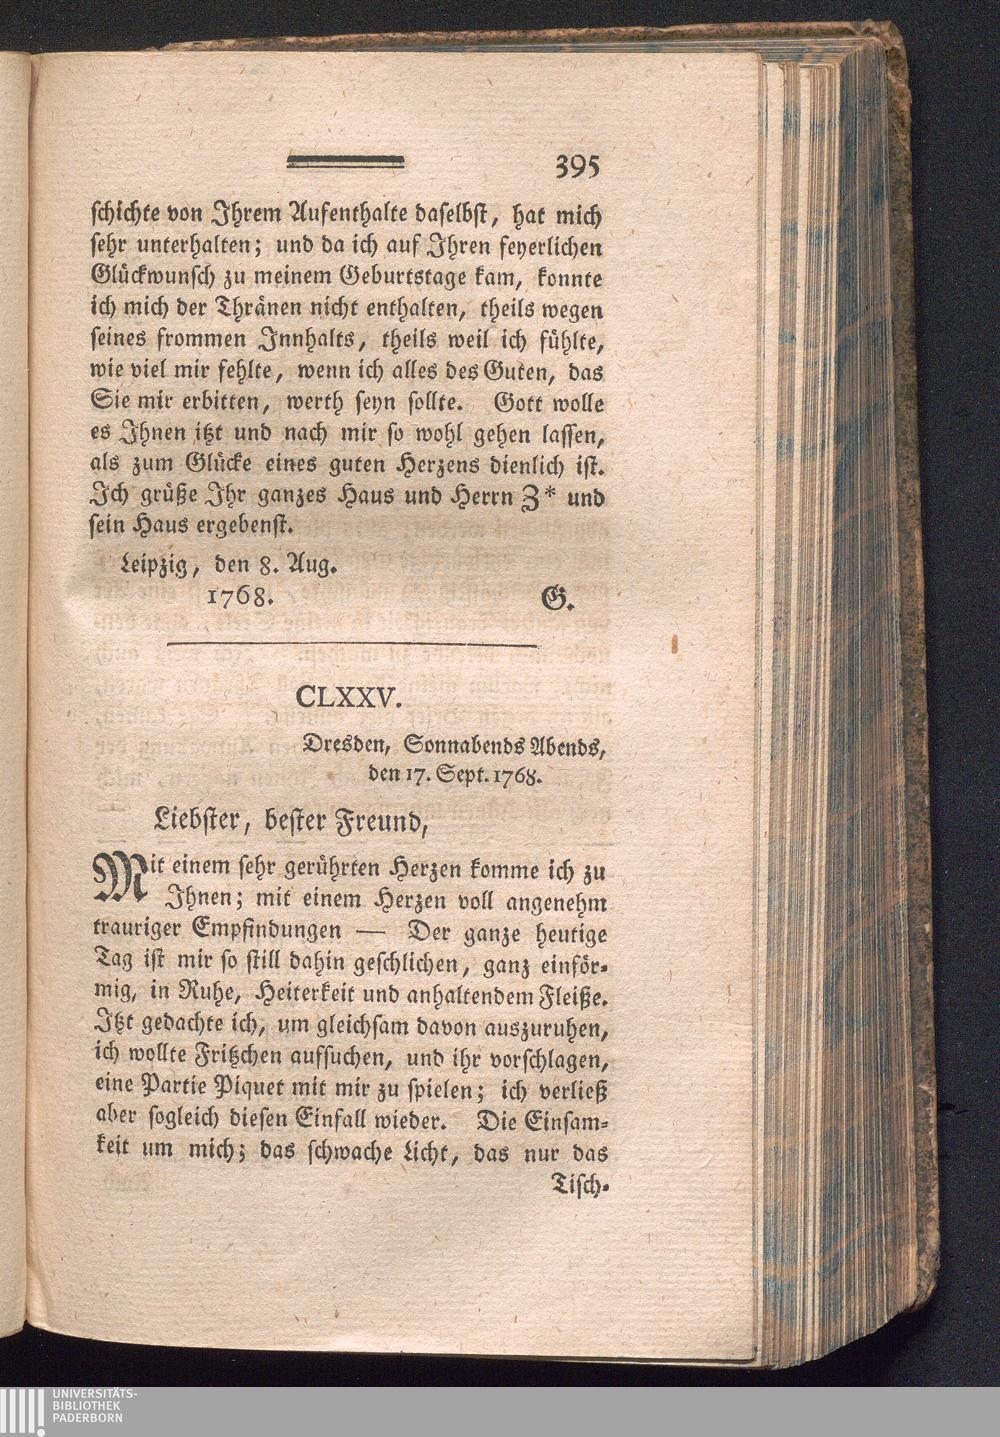 395
schichte von Ihrem Aufenthalte daselbst, hat mich
sehr unterhalten; und da ich auf Ihren feyerlichen
Glückwunsch zu meinem Geburtstage kam, konnte
ich mich der Thränen nicht enthalten, theils wegen
seines frommen Innhalts, theils weil ich fühlte,
wie viel mir fehlte, wenn ich alles des Guten, das
Sie mir erbitten, werth seyn sollte. Gott wolle
es Ihnen itzt und nach mir so wohl gehen lassen,
als zum Glücke eines guten Herzens dienlich ist.
Ich grüße Ihr ganzes Haus und Herrn Z* und
sein Haus ergebenst.
Leipzig, den 8. Aug.
1768. G.
CLXXV.
Dresden, Sonnabends Abends,
den 17. Sept. 1768.
Liebster, bester Freund,
Mit einem sehr gerührten Herzen komme ich zu
Ihnen; mit einem Herzen voll angenehm
trauriger Empfindungen — Der ganze heutige
Tag ist mir so still dahin geschlichen, ganz einför-
mig, in Ruhe, Heiterkeit und anhaltendem Fleiße.
Itzt gedachte ich, um gleichsam davon auszuruhen,
ich wollte Fritzchen aufsuchen, und ihr vorschlagen,
eine Partie Piquet mit mir zu spielen; ich verließ
aber sogleich diesen Einfall wieder. Die Einsam-
keit um mich; das schwache Licht, das nur das
Tisch-
UNIVERSITÄTS-
BIBLIOTHEK
PADERBORN